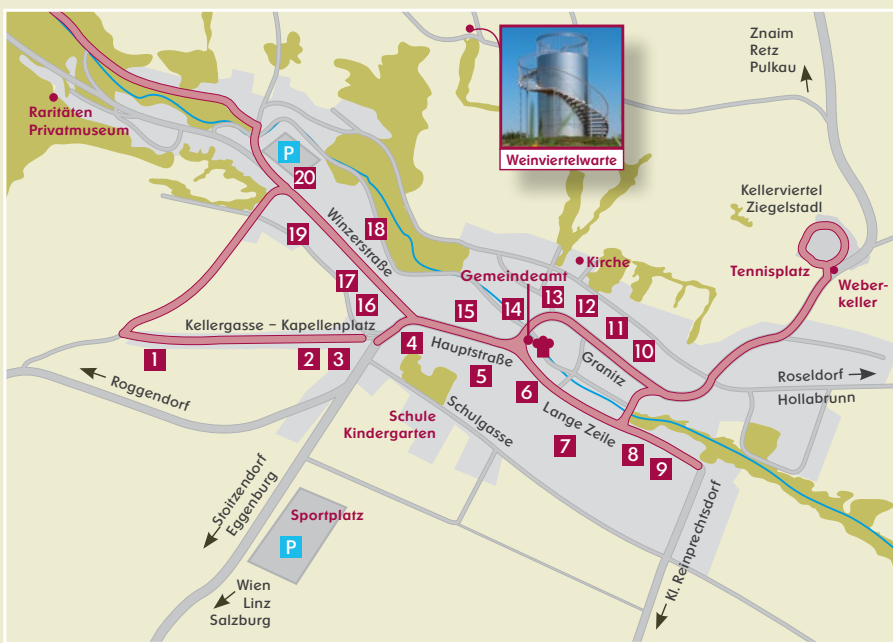 Znaim
Retz
Pulkau
Raritäten
Privatmuseum
P
Weinviertelwarte
20
Kellerviertel
Ziegelstadl
Winzerstraße
18
19
Kirche
Gemeindeamt
Tennisplatz
Weber-
keller
17
16
15
14
13
12
11
10
Kellergasse – Kapellenplatz
1
2
3
4
Hauptstraße
5
6
Granitz
Roseldorf
Hollabrunn
Roggendorf
Schule
Kindergarten
Schulgasse
Lange Zeile
7
8
9
Stoitzendorf
Eggenburg
Sportplatz
P
Kl. Reinprechtsdorf
Wien
Linz
Salzburg